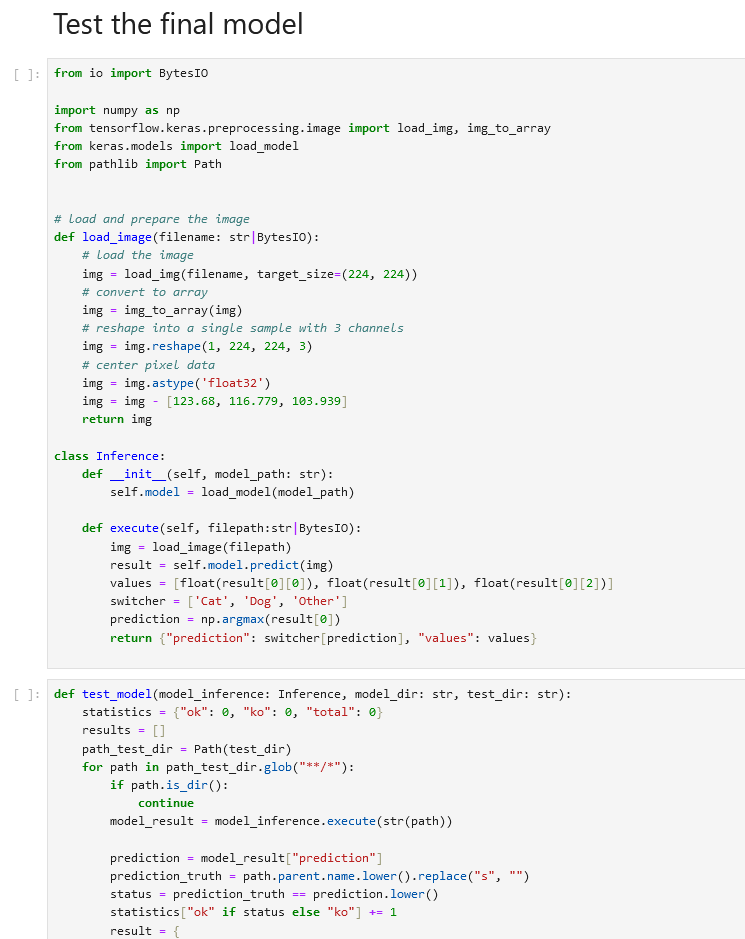 Test the final model
[ ]: from io import BytesIO
import numpy as np
from tensorflow.keras.preprocessing.image import load_img, img_to_array
from keras.models import load_model
from pathlib import Path
# load and prepare the image
def load_image(filename: str|BytesIO):
    # load the image
    img = load_img(filename, target_size=(224, 224))
    # convert to array
    img = img_to_array(img)
    # reshape into a single sample with 3 channels
    img = img.reshape(1, 224, 224, 3)
    # center pixel data
    img = img.astype('float32')
    img = img - [123.68, 116.779, 103.939]
    return img
class Inference:
    def __init__(self, model_path: str):
        self.model = load_model(model_path)
    def execute(self, filepath:str|BytesIO):
        img = load_image(filepath)
        result = self.model.predict(img)
        values = [float(result[0][0]), float(result[0][1]), float(result[0][2])]
        switcher = ['Cat', 'Dog', 'Other']
        prediction = np.argmax(result[0])
        return {"prediction": switcher[prediction], "values": values}
[ ]: def test_model(model_inference: Inference, model_dir: str, test_dir: str):
    statistics = {"ok": 0, "ko": 0, "total": 0}
    results = []
    path_test_dir = Path(test_dir)
    for path in path_test_dir.glob("**/*"):
        if path.is_dir():
            continue
        model_result = model_inference.execute(str(path))
        prediction = model_result["prediction"]
        prediction_truth = path.parent.name.lower().replace("s", "")
        status = prediction_truth == prediction.lower()
        statistics["ok" if status else "ko"] += 1
        result = {